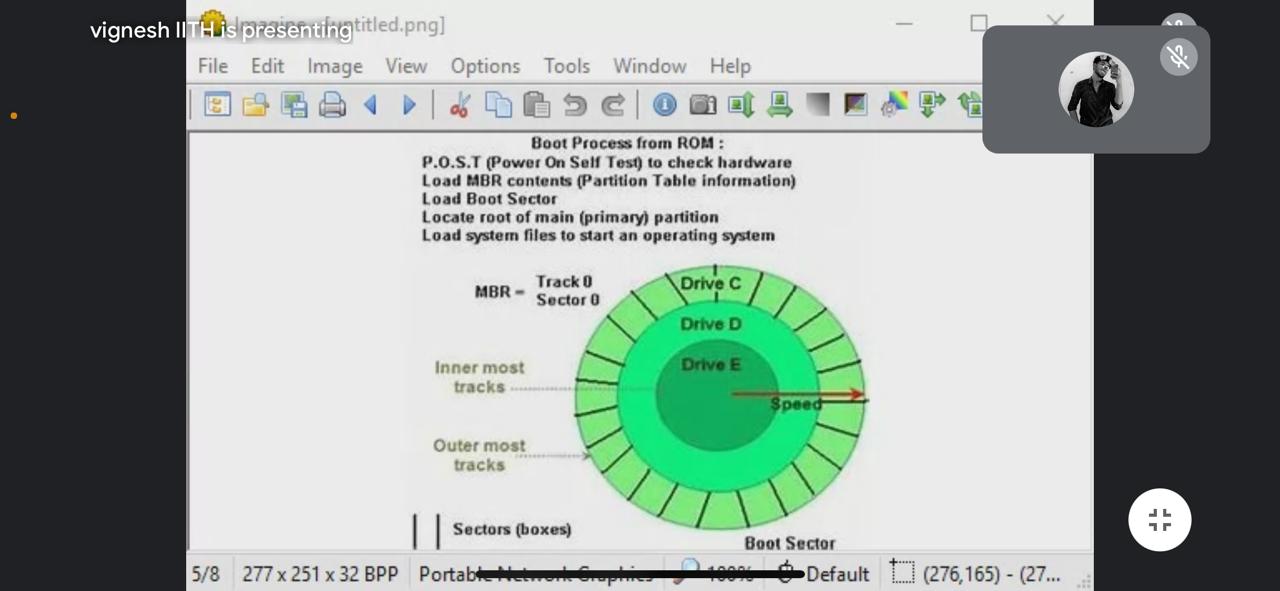 vignesh IITH is presenting
Imagine - [untitled.png]
File Edit Image View Options Tools Window Help
Boot Process from ROM :
P.O.S.T (Power On Self Test) to check hardware
Load MBR contents (Partition Table information)
Load Boot Sector
Locate root of main (primary) partition
Load system files to start an operating system
MBR = Track 0
Sector 0
Drive C
Drive D
Drive E
Inner most
tracks
Speed
Outer most
tracks
Sectors (boxes)
Boot Sector
5/8 277 x 251 x 32 BPP Portable Network Graphics 100% Default (276,165) - (27...